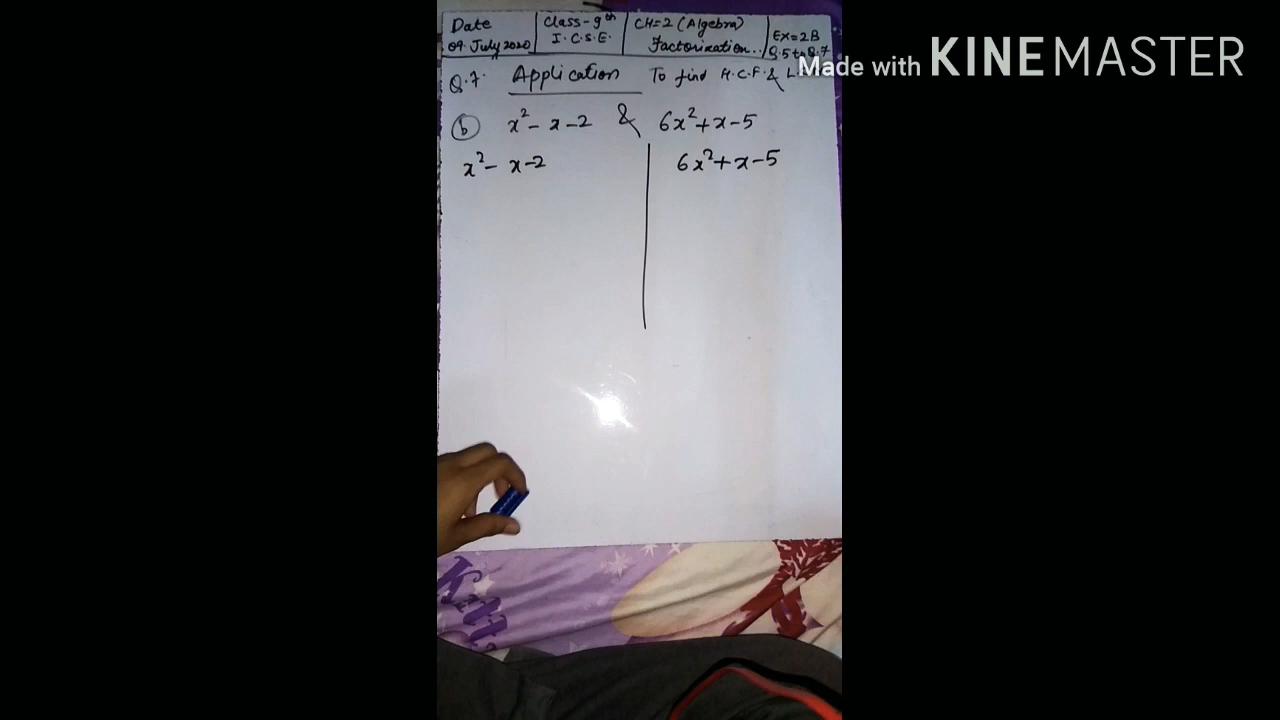 Date
09 July 2020
Class-9th
I.C.S.E.
CH=2 (Algebra)
Factorization...
EX=2B
Q.5 to Q.7
Made with KINEMASTER
Q.7. Application To find H.C.F. & L
(b) x²- x-2 & 6x²+x-5
x²- x-2
6x²+x-5